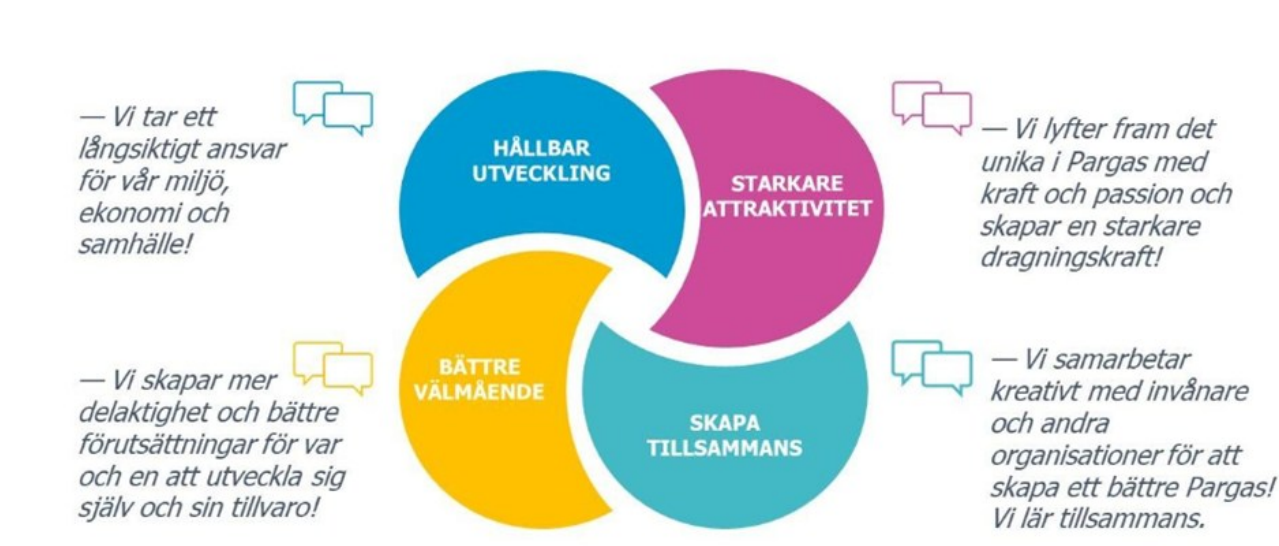 — Vi tar ett
långsiktigt ansvar
för vår miljö,
ekonomi och
samhälle!
HÅLLBAR
UTVECKLING
STARKARE
ATTRAKTIVITET
— Vi lyfter fram det
unika i Pargas med
kraft och passion och
skapar en starkare
dragningskraft!
— Vi skapar mer
delaktighet och bättre
förutsättningar för var
och en att utveckla sig
själv och sin tillvaro!
BÄTTRE
VÄLMÅENDE
SKAPA
TILLSAMMANS
— Vi samarbetar
kreativt med invånare
och andra
organisationer för att
skapa ett bättre Pargas!
Vi lär tillsammans.